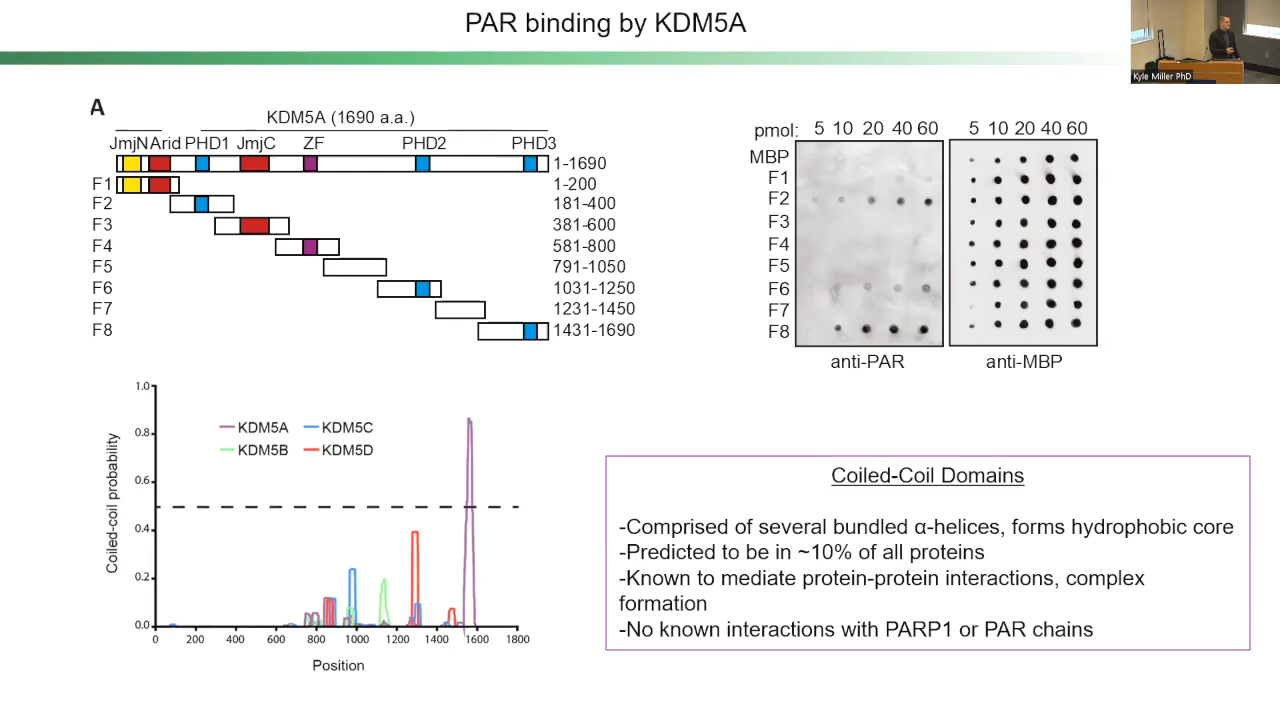 PAR binding by KDM5A
Kyle Miller PhD
A
KDM5A (1690 a.a.)
JmjN Arid PHD1 JmjC ZF PHD2 PHD3
1-1690
F1 1-200
F2 181-400
F3 381-600
F4 581-800
F5 791-1050
F6 1031-1250
F7 1231-1450
F8 1431-1690
pmol: 5 10 20 40 60 5 10 20 40 60
MBP
F1
F2
F3
F4
F5
F6
F7
F8
anti-PAR anti-MBP
Coiled-coil probability
1.0
0.8
0.6
0.4
0.2
0.0
KDM5A KDM5C
KDM5B KDM5D
0 200 400 600 800 1000 1200 1400 1600 1800
Position
Coiled-Coil Domains
-Comprised of several bundled α-helices, forms hydrophobic core
-Predicted to be in ~10% of all proteins
-Known to mediate protein-protein interactions, complex
formation
-No known interactions with PARP1 or PAR chains